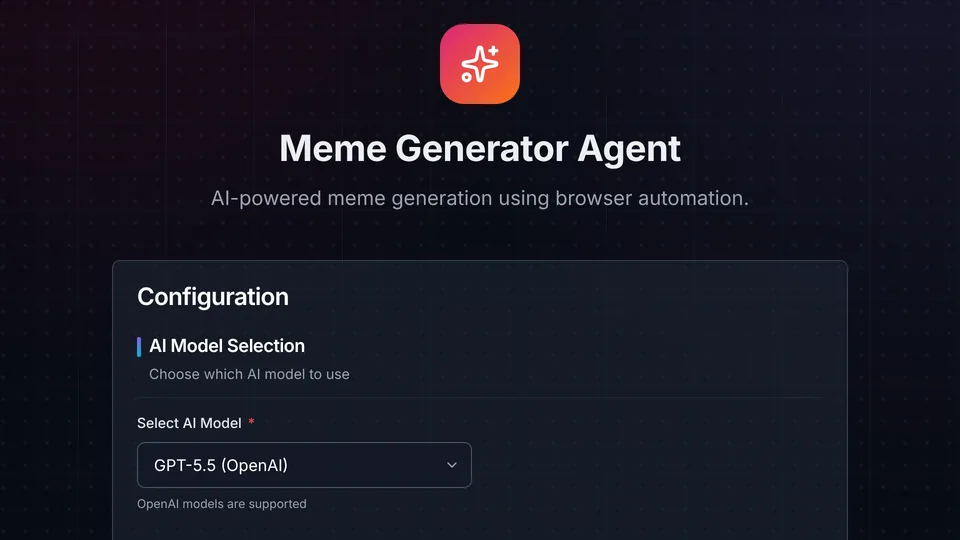 Meme Generator Agent
AI-powered meme generation using browser automation.
Configuration
AI Model Selection
Choose which AI model to use
Select AI Model *
GPT-5.5 (OpenAI)
OpenAI models are supported